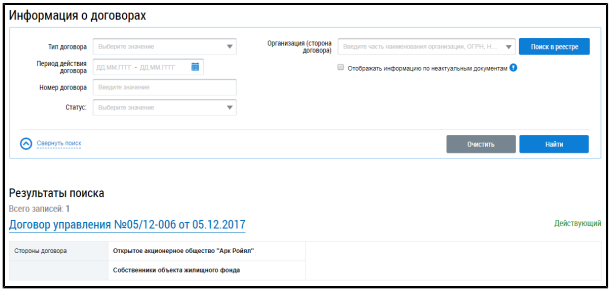 Информация о договорах
Тип договора Выберите значение Организация (сторона договора) Введите часть наименования организации, ОГРН, Н... Поиск в реестре
Период действия договора ДД.ММ.ГГГГ - ДД.ММ.ГГГГ Отображать информацию по неактуальным документам
Номер договора Введите значение
Статус: Выберите значение
Свернуть поиск Очистить Найти
Результаты поиска
Всего записей: 1
Договор управления №05/12-006 от 05.12.2017 Действующий
Стороны договора Открытое акционерное общество "Арк Ройял"
Собственники объекта жилищного фонда